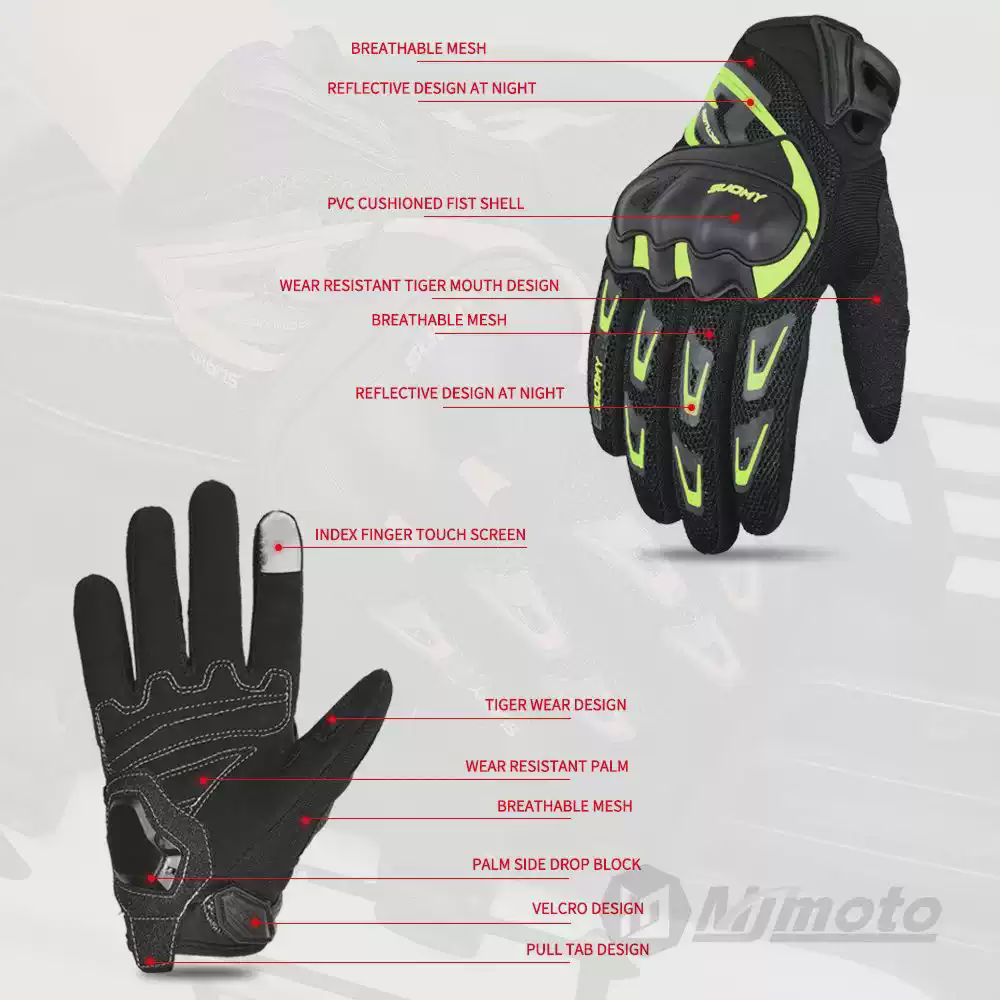 BREATHABLE MESH
REFLECTIVE DESIGN AT NIGHT
SUOMY
PVC CUSHIONED FIST SHELL
WEAR RESISTANT TIGER MOUTH DESIGN
BREATHABLE MESH
SUOMY
REFLECTIVE DESIGN AT NIGHT
INDEX FINGER TOUCH SCREEN
TIGER WEAR DESIGN
WEAR RESISTANT PALM
BREATHABLE MESH
PALM SIDE DROP BLOCK
VELCRO DESIGN
Mjmoto
PULL TAB DESIGN